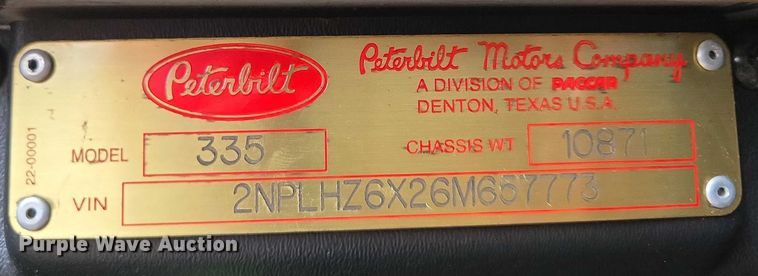 Peterbilt
Peterbilt Motors Company
A DIVISION OF PACCAR
DENTON, TEXAS U.S.A.
22-00001
MODEL 335 CHASSIS WT 10871
VIN 2NPLHZ6X26M657773
Purple Wave Auction